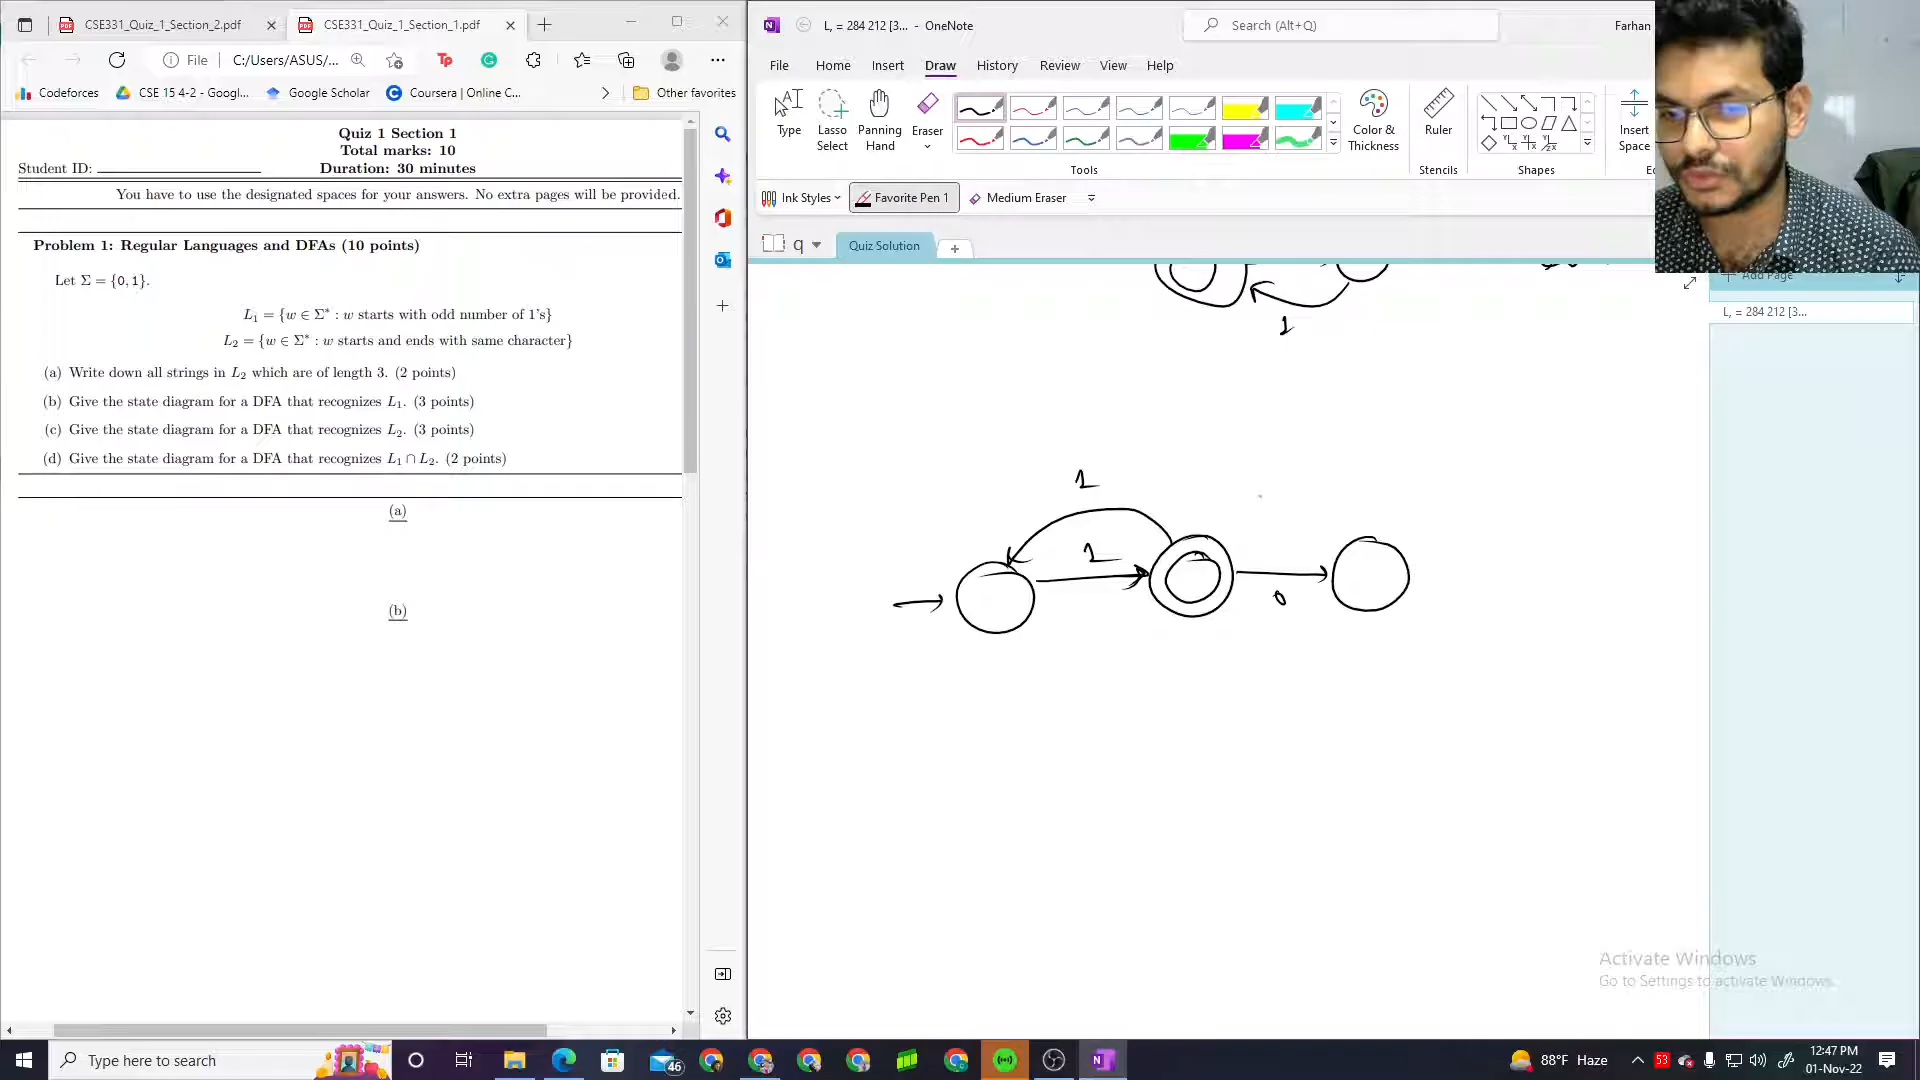 CSE331_Quiz_1_Section_2.pdf
CSE331_Quiz_1_Section_1.pdf
File
C:/Users/ASUS/...
Codeforces
CSE 15 4-2 - Googl...
Google Scholar
Coursera | Online C...
Other favorites
Quiz 1 Section 1
Total marks: 10
Student ID:
Duration: 30 minutes
You have to use the designated spaces for your answers. No extra pages will be provided.
Problem 1: Regular Languages and DFAs (10 points)
Let Σ = {0, 1}.
L₁ = {w ∈ Σ* : w starts with odd number of 1's}
L₂ = {w ∈ Σ* : w starts and ends with same character}
(a) Write down all strings in L₂ which are of length 3. (2 points)
(b) Give the state diagram for a DFA that recognizes L₁. (3 points)
(c) Give the state diagram for a DFA that recognizes L₂. (3 points)
(d) Give the state diagram for a DFA that recognizes L₁ ∩ L₂. (2 points)
(a)
(b)
L, = 284 212 [3... - OneNote
Search (Alt+Q)
Farhan
File Home Insert Draw History Review View Help
Type
Lasso Select
Panning Hand
Eraser
Color & Thickness
Ruler
Insert Space
Tools
Stencils
Shapes
Ink Styles
Favorite Pen 1
Medium Eraser
q
Quiz Solution
Add Page
L, = 284 212 [3...
1
1
1
0
Activate Windows
Go to Settings to activate Windows.
Type here to search
46
88°F Haze
53
12:47 PM
01-Nov-22